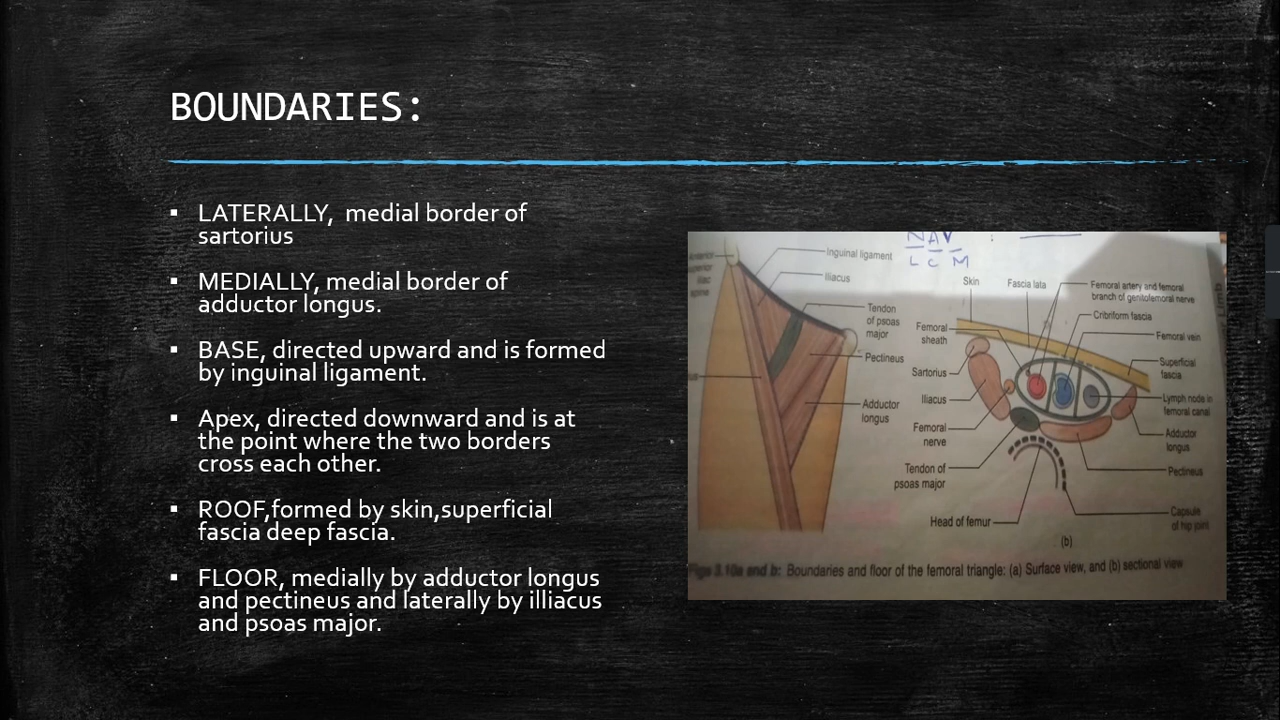 BOUNDARIES:
▪ LATERALLY, medial border of
sartorius
▪ MEDIALLY, medial border of
adductor longus.
▪ BASE, directed upward and is formed
by inguinal ligament.
▪ Apex, directed downward and is at
the point where the two borders
cross each other.
▪ ROOF,formed by skin,superficial
fascia deep fascia.
▪ FLOOR, medially by adductor longus
and pectineus and laterally by illiacus
and psoas major.
NAV
L C M
Inguinal ligament
Iliacus
Tendon
of psoas
major
Pectineus
Adductor
longus
Skin
Fascia lata
Femoral artery and femoral
branch of genitofemoral nerve
Cribriform fascia
Femoral vein
Superficial
fascia
Lymph node in
femoral canal
Adductor
longus
Pectineus
Capsule
of hip joint
Femoral
sheath
Sartorius
Iliacus
Femoral
nerve
Tendon of
psoas major
Head of femur
(b)
Figs 3.10a and b: Boundaries and floor of the femoral triangle: (a) Surface view, and (b) sectional view